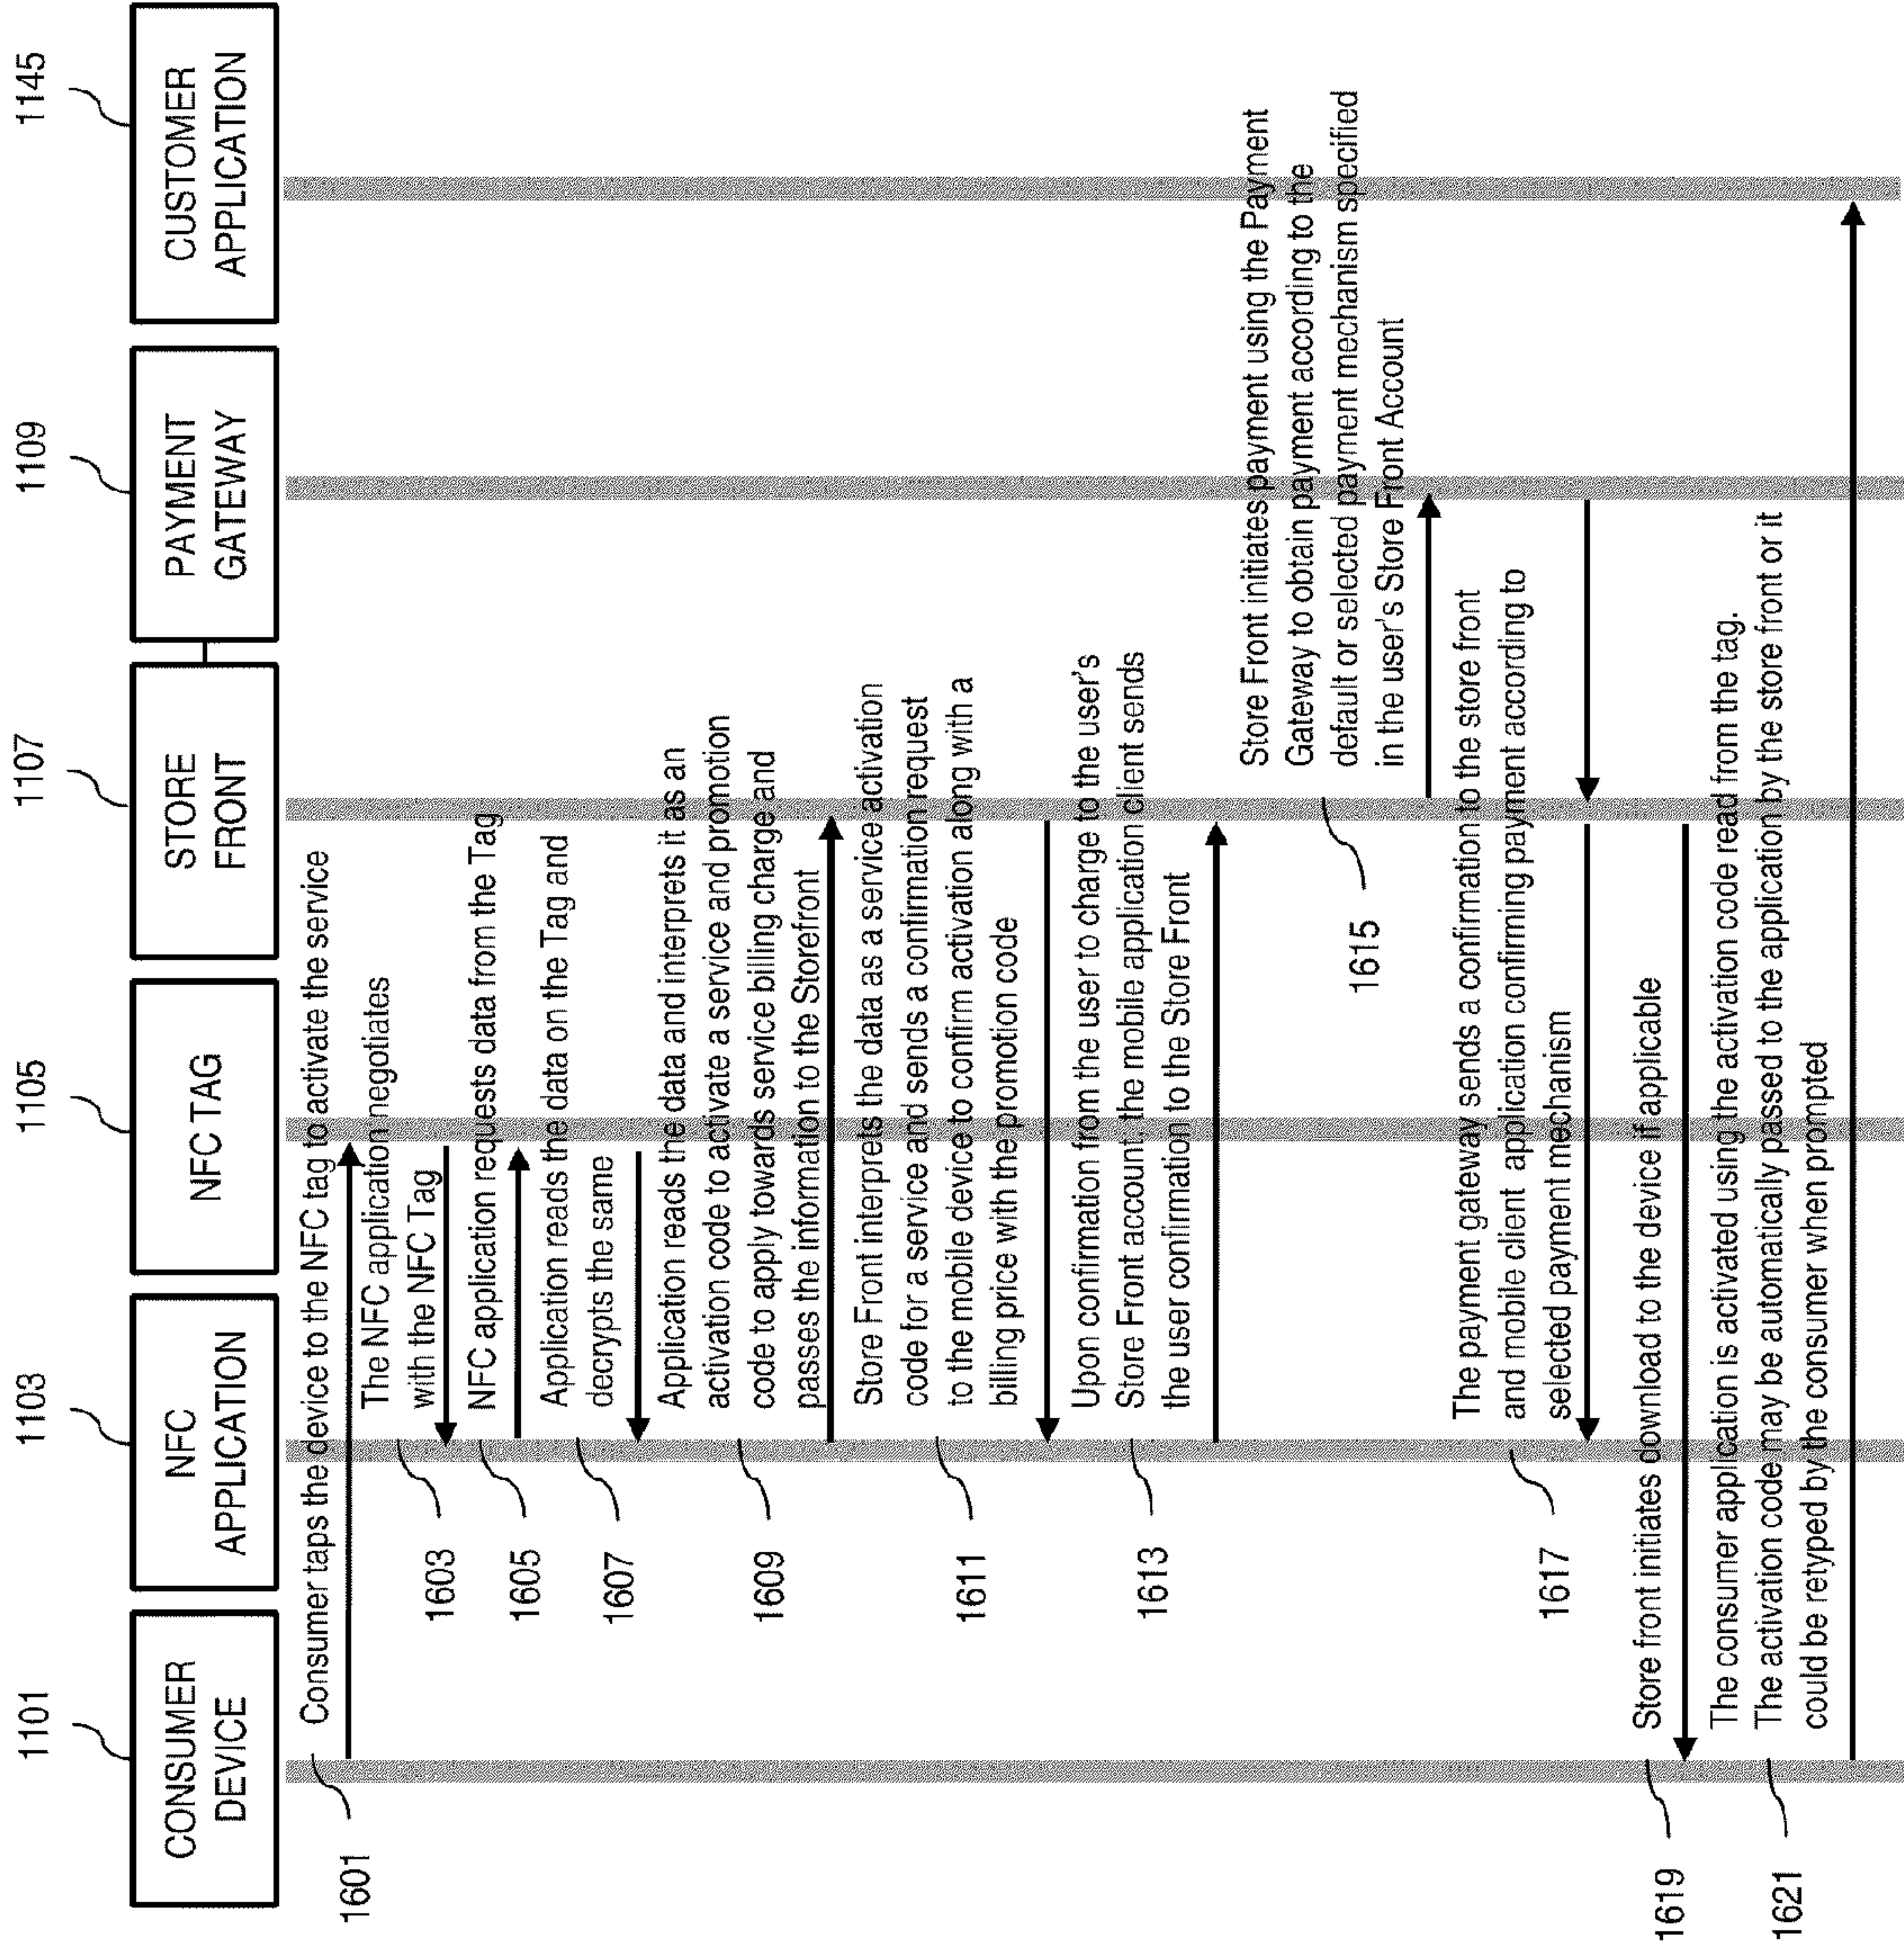 1101
1103
1105
1107
1109
1145
CONSUMER
DEVICE
NFC
APPLICATION
NFC TAG
STORE
FRONT
PAYMENT
GATEWAY
CUSTOMER
APPLICATION
1601
Consumer taps the device to the NFC tag to activate the service
The NFC application negotiates
with the NFC Tag
1603
NFC application requests data from the Tag
1605
Application reads the data on the Tag and
decrypts the same
1607
Application reads the data and interprets it as an
activation code to activate a service and promotion
code to apply towards service billing charge and
passes the information to the Storefront
1609
Store Front interprets the data as a service activation
code for a service and sends a confirmation request
to the mobile device to confirm activation along with a
billing price with the promotion code
1611
Upon confirmation from the user to charge to the user's
Store Front account, the mobile application client sends
the user confirmation to the Store Front
1613
Store Front initiates payment using the Payment
Gateway to obtain payment according to the
default or selected payment mechanism specified
in the user's Store Front Account
1615
The payment gateway sends a confirmation to the store front
and mobile client application confirming payment according to
selected payment mechanism
1617
Store front initiates download to the device if applicable
1619
The consumer application is activated using the activation code read from the tag.
The activation code may be automatically passed to the application by the store front or it
could be retyped by the consumer when prompted
1621